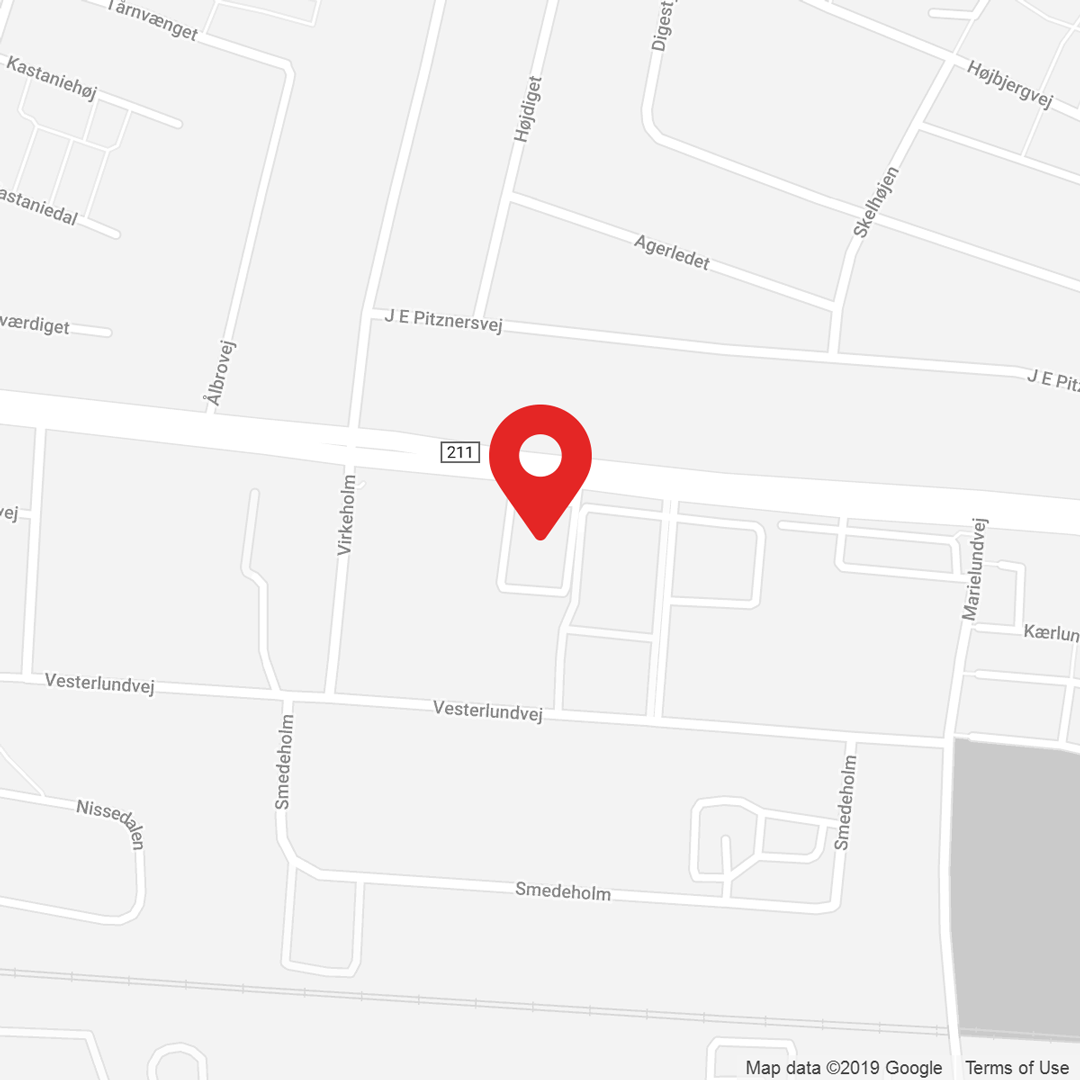 Tårnvænget
Digest
Kastaniehøj
Højbjergvej
Højdiget
Skelhøjen
astaniedal
Agerledet
værdiget
J E Pitznersvej
Ålbrovej
J E Pitz
211
vej
Virkeholm
Marielundvej
Kærlun
Vesterlundvej
Vesterlundvej
Smedeholm
Smedeholm
Nissedalen
Smedeholm
Map data ©2019 Google
Terms of Use